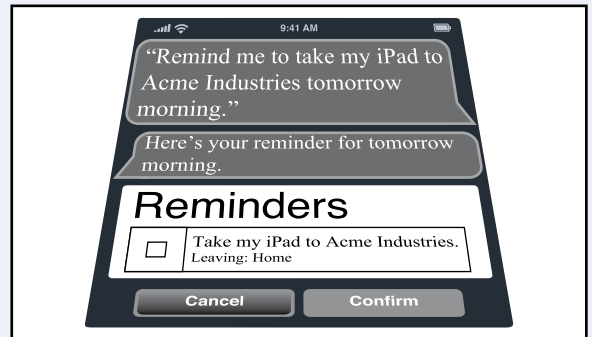 9:41 AM
“Remind me to take my iPad to
Acme Industries tomorrow
morning.”
Here’s your reminder for tomorrow
morning.
Reminders
Take my iPad to Acme Industries.
Leaving: Home
Cancel
Confirm